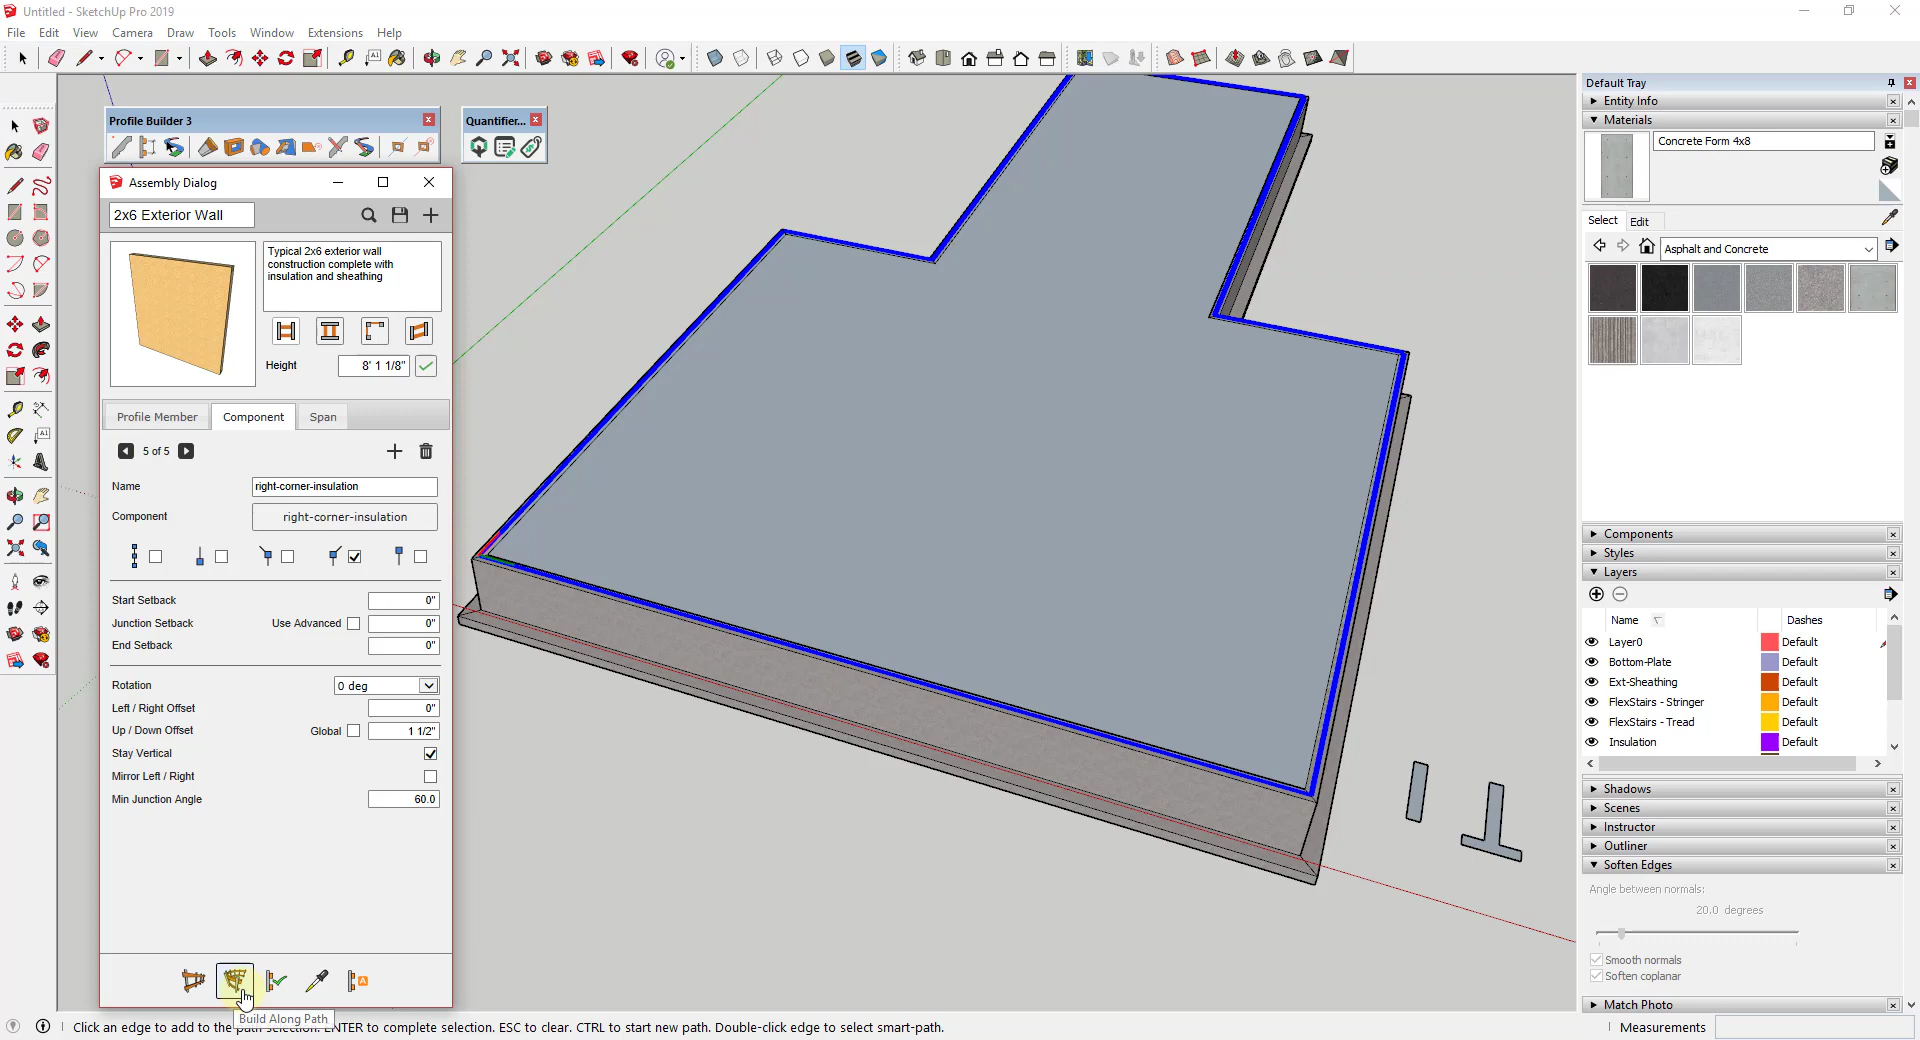 Untitled - SketchUp Pro 2019
File Edit View Camera Draw Tools Window Extensions Help
Profile Builder 3
Quantifier...
Assembly Dialog
2x6 Exterior Wall
Typical 2x6 exterior wall
construction complete with
insulation and sheathing
Height 8' 1 1/8"
Profile Member Component Span
5 of 5
Name right-corner-insulation
Component right-corner-insulation
Start Setback 0"
Junction Setback Use Advanced 0"
End Setback 0"
Rotation 0 deg
Left / Right Offset 0"
Up / Down Offset Global 1 1/2"
Stay Vertical
Mirror Left / Right
Min Junction Angle 60.0
Build Along Path
Click an edge to add to the path selection. ENTER to complete selection. ESC to clear. CTRL to start new path. Double-click edge to select smart-path.
Default Tray
Entity Info
Materials
Concrete Form 4x8
Select Edit
Asphalt and Concrete
Components
Styles
Layers
Name Dashes
Layer0 Default
Bottom-Plate Default
Ext-Sheathing Default
FlexStairs - Stringer Default
FlexStairs - Tread Default
Insulation Default
Shadows
Scenes
Instructor
Outliner
Soften Edges
Angle between normals:
20.0 degrees
Smooth normals
Soften coplanar
Match Photo
Measurements